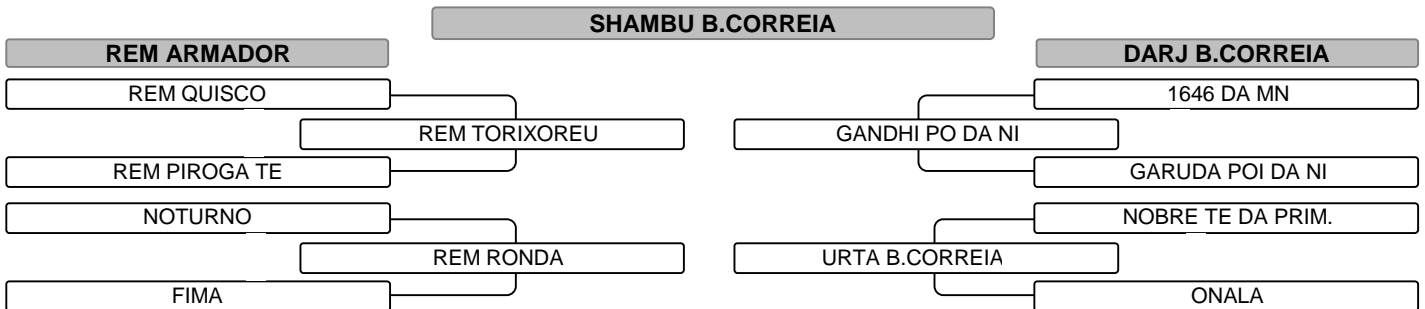 SHAMBU B.CORREIA
REM ARMADOR DARJ B.CORREIA
REM QUISCO 1646 DA MN
REM TORIXOREU GANDHI PO DA NI
REM PIROGA TE GARUDA POI DA NI
NOTURNO NOBRE TE DA PRIM.
REM RONDA URTA B.CORREIA
FIMA ONALA